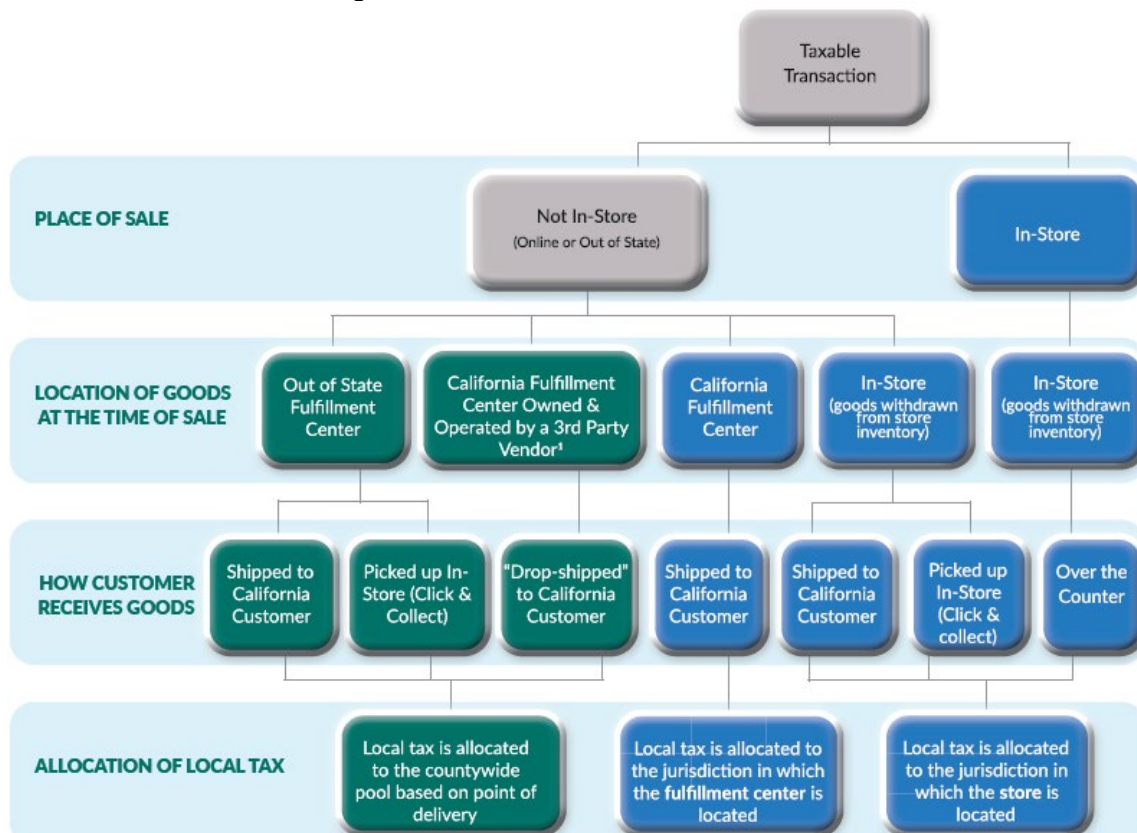 Taxable
Transaction
PLACE OF SALE
Not In-Store
(Online or Out of State)
In-Store
LOCATION OF GOODS
AT THE TIME OF SALE
Out of State
Fulfillment
Center
California Fulfillment
Center Owned &
Operated by a 3rd Party
Vendor¹
California
Fulfillment
Center
In-Store
(goods withdrawn
from store
inventory)
In-Store
(goods withdrawn
from store
inventory)
HOW CUSTOMER
RECEIVES GOODS
Shipped to
California
Customer
Picked up In-
Store (Click &
Collect)
"Drop-shipped"
to California
Customer
Shipped to
California
Customer
Shipped to
California
Customer
Picked up
In-Store
(Click &
collect)
Over the
Counter
ALLOCATION OF LOCAL TAX
Local tax is allocated
to the countywide
pool based on point of
delivery
Local tax is allocated to
the jurisdiction in which
the fulfillment center is
located
Local tax is allocated
to the jurisdiction in
which the store is
located